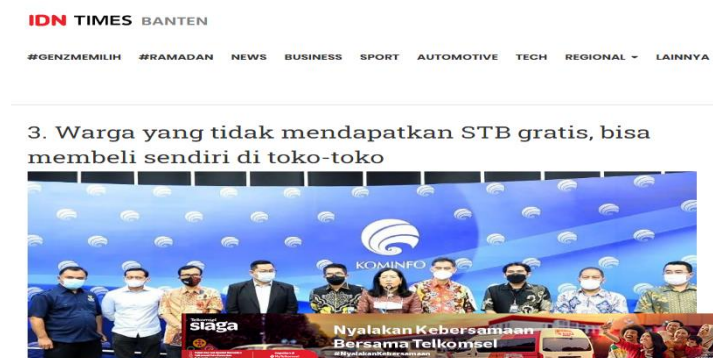 IDN TIMES BANTEN
#GENZMEMILIH #RAMADAN NEWS BUSINESS SPORT AUTOMOTIVE TECH REGIONAL LAINNYA
3. Warga yang tidak mendapatkan STB gratis, bisa
membeli sendiri di toko-toko
KOMINFO
Telkomsel
siaga
Nyalakan Kebersamaan
Bersama Telkomsel
#NyalakanKebersamaan